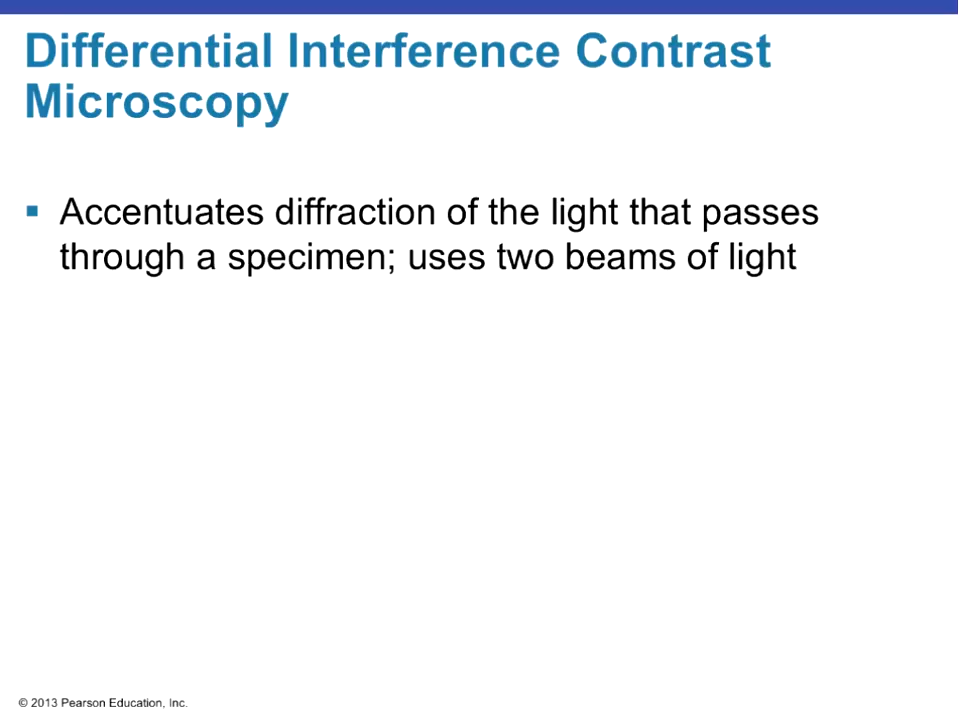 Differential Interference Contrast
Microscopy
▪ Accentuates diffraction of the light that passes
through a specimen; uses two beams of light
© 2013 Pearson Education, Inc.